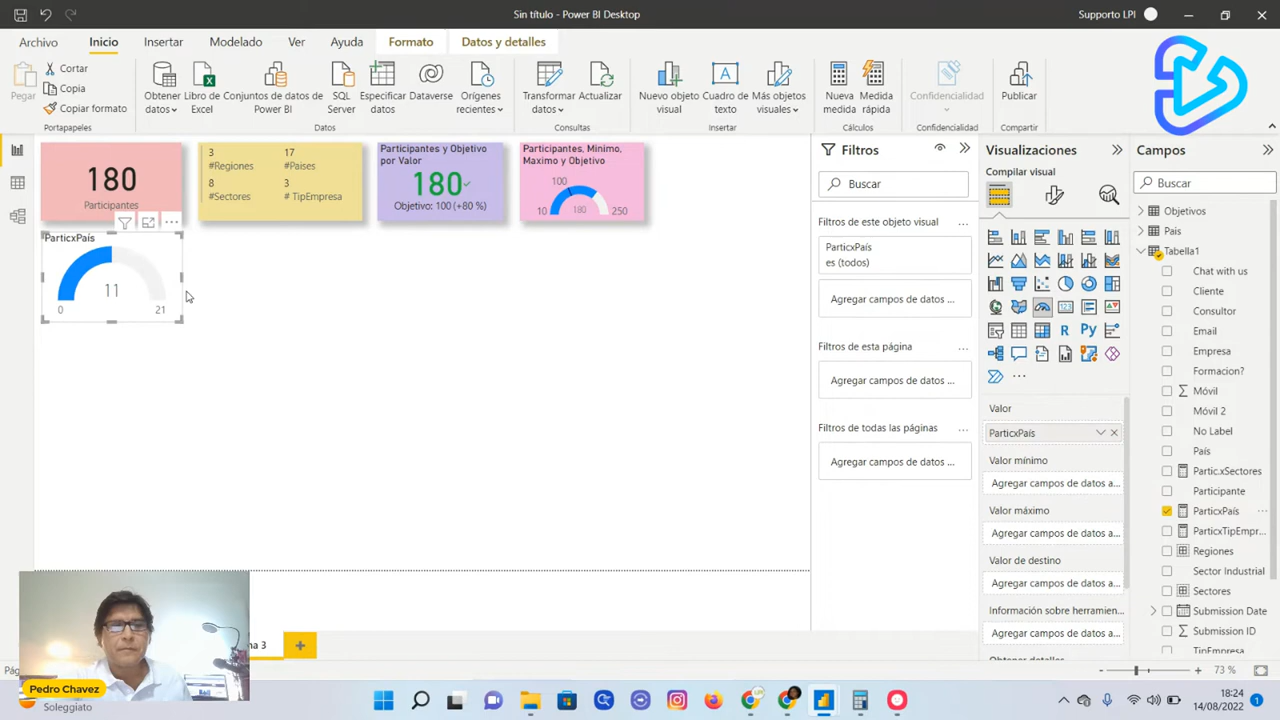 Sin título - Power BI Desktop
Supporto LPI
Archivo
Inicio
Insertar
Modelado
Ver
Ayuda
Formato
Datos y detalles
Pegar
Cortar
Copia
Copiar formato
Portapapeles
Obtener datos
Libro de Excel
Conjuntos de datos de Power BI
SQL Server
Especificar datos
Dataverse
Orígenes recientes
Datos
Transformar datos
Actualizar
Consultas
Nuevo objeto visual
Cuadro de texto
Más objetos visuales
Insertar
Nueva medida
Medida rápida
Cálculos
Confidencialidad
Confidencialidad
Publicar
Compartir
180
Participantes
3
17
#Regiones
#Paises
8
3
#Sectores
# TipEmpresa
Participantes y Objetivo
por Valor
180
Objetivo: 100 (+80 %)
Participantes, Minimo,
Maximo y Objetivo
100
10
180
250
ParticxPaís
11
0
21
Filtros
Buscar
Filtros de este objeto visual
ParticxPaís
es (todos)
Agregar campos de datos ...
Filtros de esta página
Agregar campos de datos ...
Filtros de todas las páginas
Agregar campos de datos ...
Visualizaciones
Compilar visual
R
Py
Valor
ParticxPaís
Valor mínimo
Agregar campos de datos a...
Valor máximo
Agregar campos de datos a...
Valor de destino
Agregar campos de datos a...
Información sobre herramien...
Agregar campos de datos a...
Campos
Buscar
Objetivos
Pais
Tabella1
Chat with us
Cliente
Consultor
Email
Empresa
Formacion?
Móvil
Móvil 2
No Label
País
Partic.xSectores
Participante
ParticxPaís
ParticxTipEmpr...
Regiones
Sector Industrial
Sectores
Submission Date
Submission ID
TipEmpresa
na 3
Pág
73 %
Pedro Chavez
Soleggiato
18:24
14/08/2022